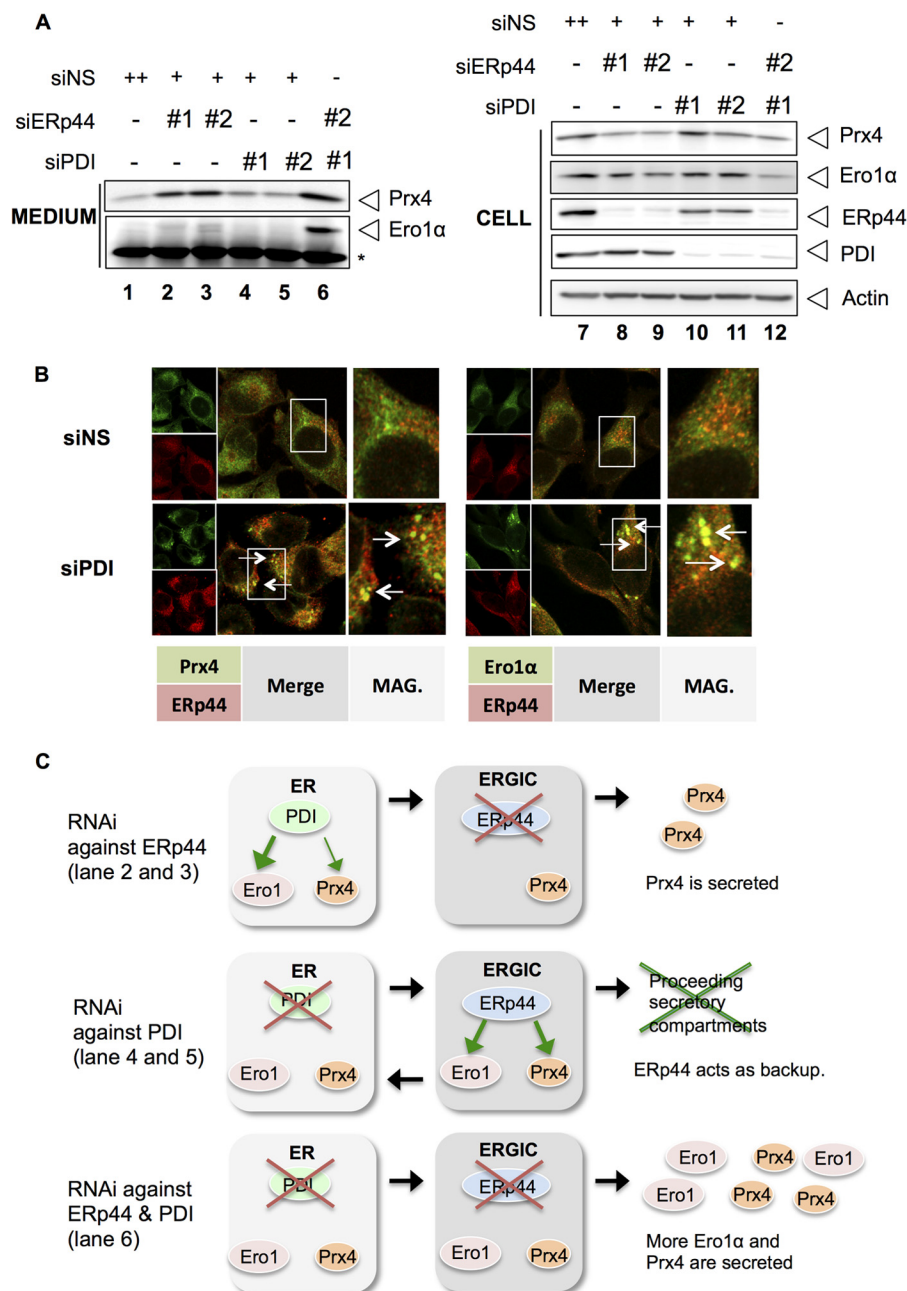 A
siNS ++ + + + + -
siERp44 - #1 #2 - - #2
siPDI - - - #1 #2 #1
MEDIUM
Prx4
Ero1α
*
1 2 3 4 5 6
siNS ++ + + + + -
siERp44 - #1 #2 - - #2
siPDI - - - #1 #2 #1
CELL
Prx4
Ero1α
ERp44
PDI
Actin
7 8 9 10 11 12
B
siNS
siPDI
Prx4
ERp44
Merge
MAG.
Ero1α
ERp44
Merge
MAG.
C
RNAi
against ERp44
(lane 2 and 3)
ER
PDI
Ero1
Prx4
ERGIC
ERp44
Prx4
Prx4
Prx4
Prx4 is secreted
RNAi
against PDI
(lane 4 and 5)
ER
PDI
Ero1
Prx4
ERGIC
ERp44
Ero1
Prx4
Proceeding
secretory
compartments
ERp44 acts as backup.
RNAi against
ERp44 & PDI
(lane 6)
ER
PDI
Ero1
Prx4
ERGIC
ERp44
Ero1
Prx4
Ero1 Prx4 Ero1
Ero1 Prx4 Prx4
More Ero1α and
Prx4 are secreted